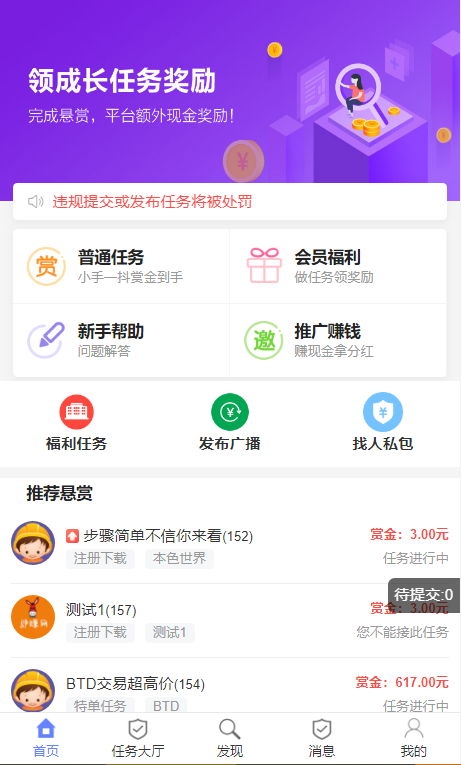 领成长任务奖励
完成悬赏，平台额外现金奖励！
违规提交或发布任务将被处罚
赏 普通任务
小手一抖赏金到手
会员福利
做任务领奖励
新手帮助
问题解答
邀 推广赚钱
赚现金拿分红
福利任务 发布广播 找人私包
推荐悬赏
步骤简单不信你来看(152) 赏金：3.00元
注册下载 本色世界 任务进行中
待提交:0
测试1(157) 赏金：3.00元
注册下载 测试1 您不能接此任务
BTD交易超高价(154) 赏金：617.00元
特单任务 BTD 任务进行中
首页 任务大厅 发现 消息 我的